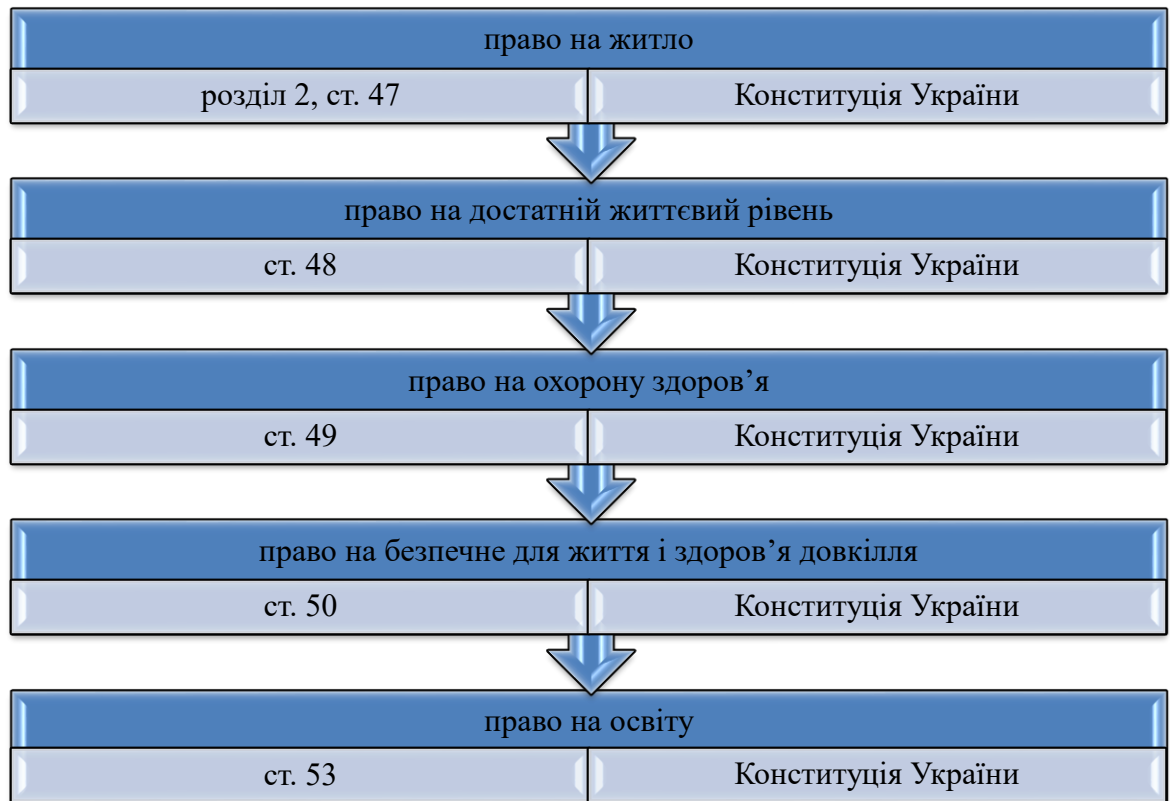 право на житло
розділ 2, ст. 47 Конституція України
право на достатній життєвий рівень
ст. 48 Конституція України
право на охорону здоров’я
ст. 49 Конституція України
право на безпечне для життя і здоров’я довкілля
ст. 50 Конституція України
право на освіту
ст. 53 Конституція України